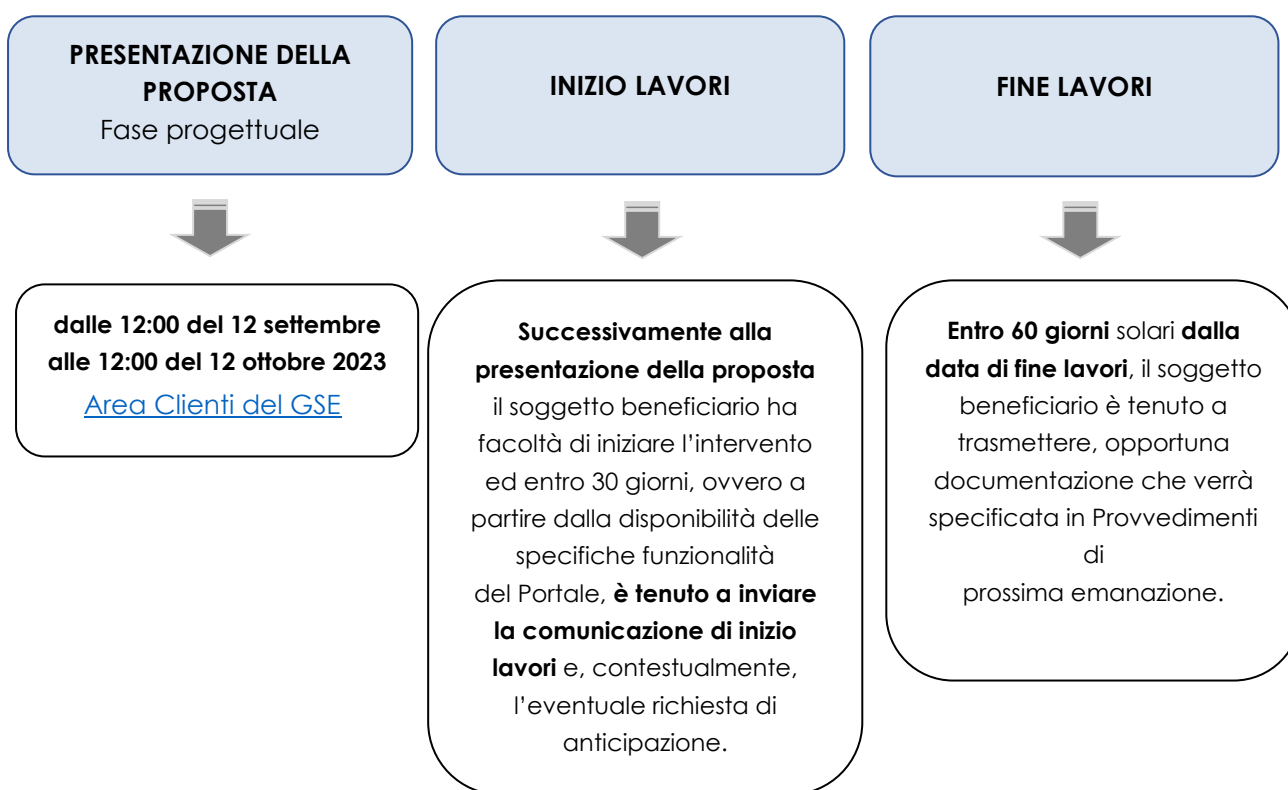 PRESENTAZIONE DELLA
PROPOSTA
Fase progettuale
INIZIO LAVORI
FINE LAVORI
dalle 12:00 del 12 settembre
alle 12:00 del 12 ottobre 2023
Area Clienti del GSE
Successivamente alla
presentazione della proposta
il soggetto beneficiario ha
facoltà di iniziare l’intervento
ed entro 30 giorni, ovvero a
partire dalla disponibilità delle
specifiche funzionalità
del Portale, è tenuto a inviare
la comunicazione di inizio
lavori e, contestualmente,
l’eventuale richiesta di
anticipazione.
Entro 60 giorni solari dalla
data di fine lavori, il soggetto
beneficiario è tenuto a
trasmettere, opportuna
documentazione che verrà
specificata in Provvedimenti
di
prossima emanazione.